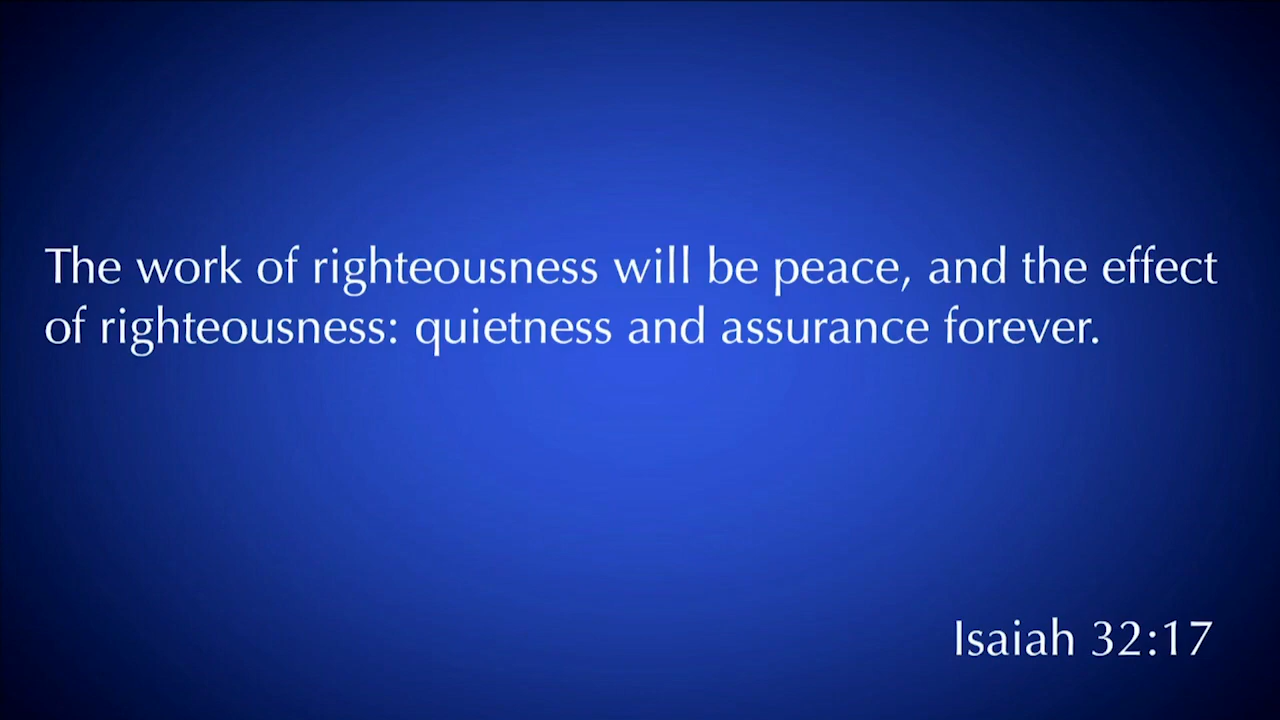 The work of righteousness will be peace, and the effect
of righteousness: quietness and assurance forever.
Isaiah 32:17